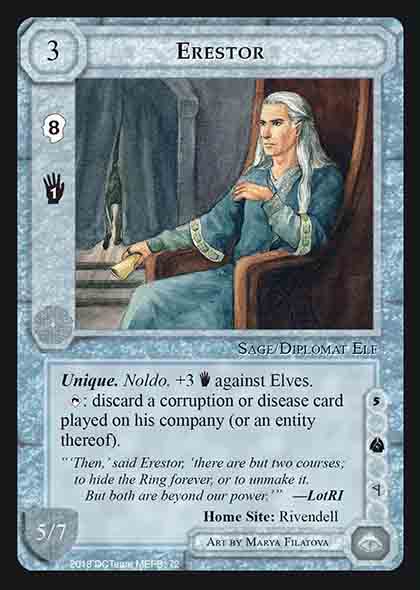 3
ERESTOR
8
1
SAGE/DIPLOMAT ELF
Unique. Noldo, +3 against Elves.
: discard a corruption or disease card
played on his company (or an entity
thereof).
5
“‘Then,’ said Erestor, ‘there are but two courses;
to hide the Ring forever, or to unmake it.
But both are beyond our power.’” —LotRI
Home Site: Rivendell
5/7
ART BY MARYA FILATOVA
2018 DCTeam MEFB: 72